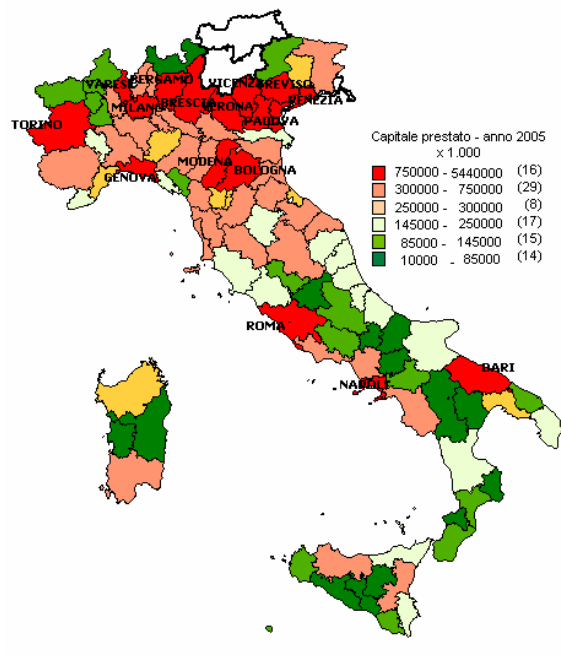 BERGAMO
VARESE
VICENZA
TREVISO
MILANO
BRESCIA
VERONA
VENEZIA
TORINO
PADOVA
MODENA
GENOVA
BOLOGNA
Capitale prestato - anno 2005
x 1.000
750000 - 5440000 (16)
300000 - 750000 (29)
250000 - 300000 (8)
145000 - 250000 (17)
85000 - 145000 (15)
10000 - 85000 (14)
ROMA
BARI
NAPOLI